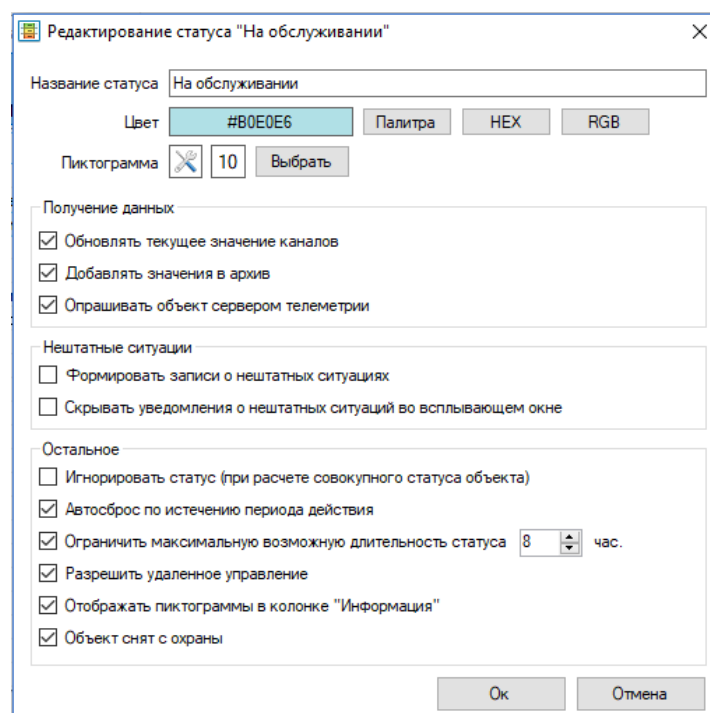 Редактирование статуса "На обслуживании"
Название статуса На обслуживании
Цвет #B0E0E6 Палитра HEX RGB
Пиктограмма 10 Выбрать
Получение данных
Обновлять текущее значение каналов
Добавлять значения в архив
Опрашивать объект сервером телеметрии
Нештатные ситуации
Формировать записи о нештатных ситуациях
Скрывать уведомления о нештатных ситуаций во всплывающем окне
Остальное
Игнорировать статус (при расчете совокупного статуса объекта)
Автосброс по истечению периода действия
Ограничить максимальную возможную длительность статуса 8 час.
Разрешить удаленное управление
Отображать пиктограммы в колонке "Информация"
Объект снят с охраны
Ок Отмена